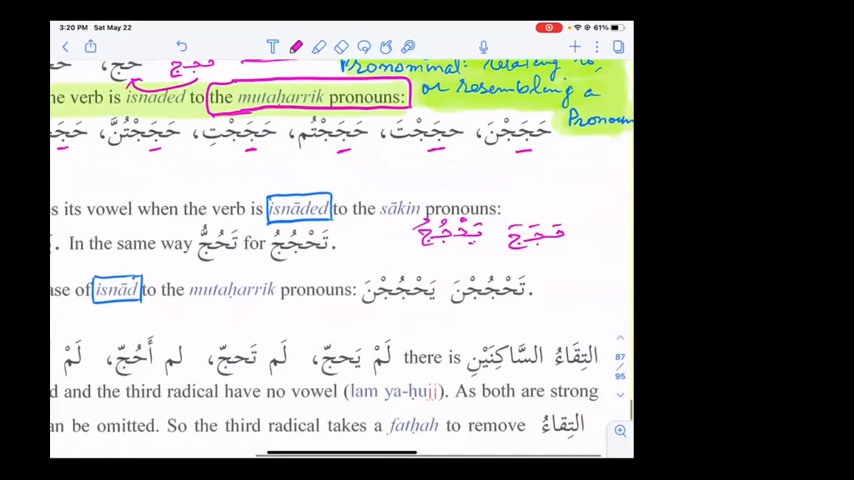 3:20 PM Sat May 22 61%
حَجّ، حجج Pronominal: relating to,
he verb is isnāded to the mutaḥarrik pronouns: or resembling a
Pronoun
حَجَجْنَ، حَجَجْتَ، حَجَجْتُم، حَجَجْتِ، حَجَجْتُنَّ،
s its vowel when the verb is isnāded to the sākin pronouns:
. In the same way تَحُجُّ for تَحْجُجُ. يَحْجُجُ حَجَجَ
ase of isnād to the mutaḥarrik pronouns: يَحْجُجْنَ تَحْجُجْنَ.
لَمْ أَحُجّ، لم تَحجّ، لَم يَحجّ، لَمْ there is التِقَاءُ السَّاكِنَيْنِ
d and the third radical have no vowel (lam ya-ḥujj). As both are strong
an be omitted. So the third radical takes a fatḥah to remove التِقاءُ
87
95